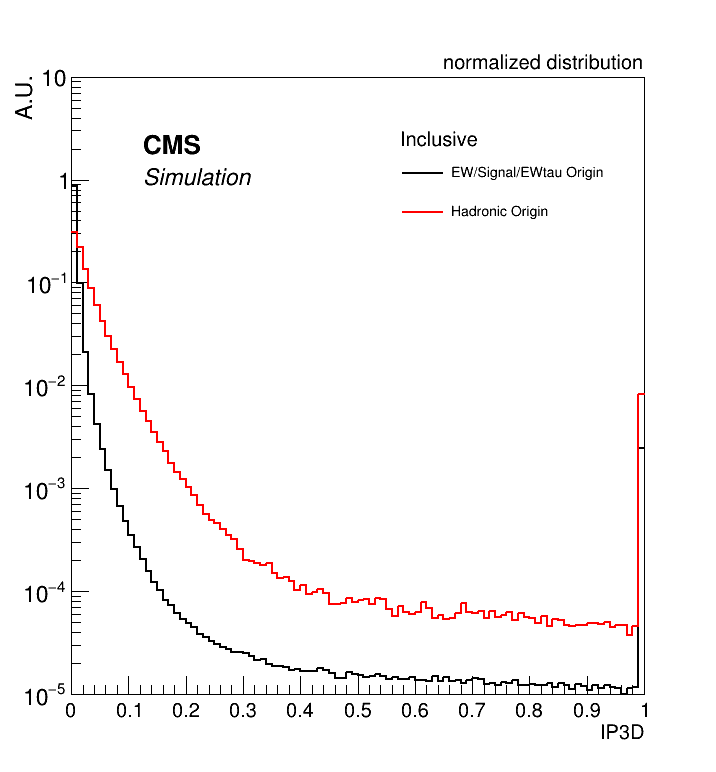 normalized distribution
A.U.
10
CMS
Inclusive
Simulation
EW/Signal/EWtau Origin
Hadronic Origin
1
10⁻¹
10⁻²
10⁻³
10⁻⁴
10⁻⁵
0 0.1 0.2 0.3 0.4 0.5 0.6 0.7 0.8 0.9 1
IP3D